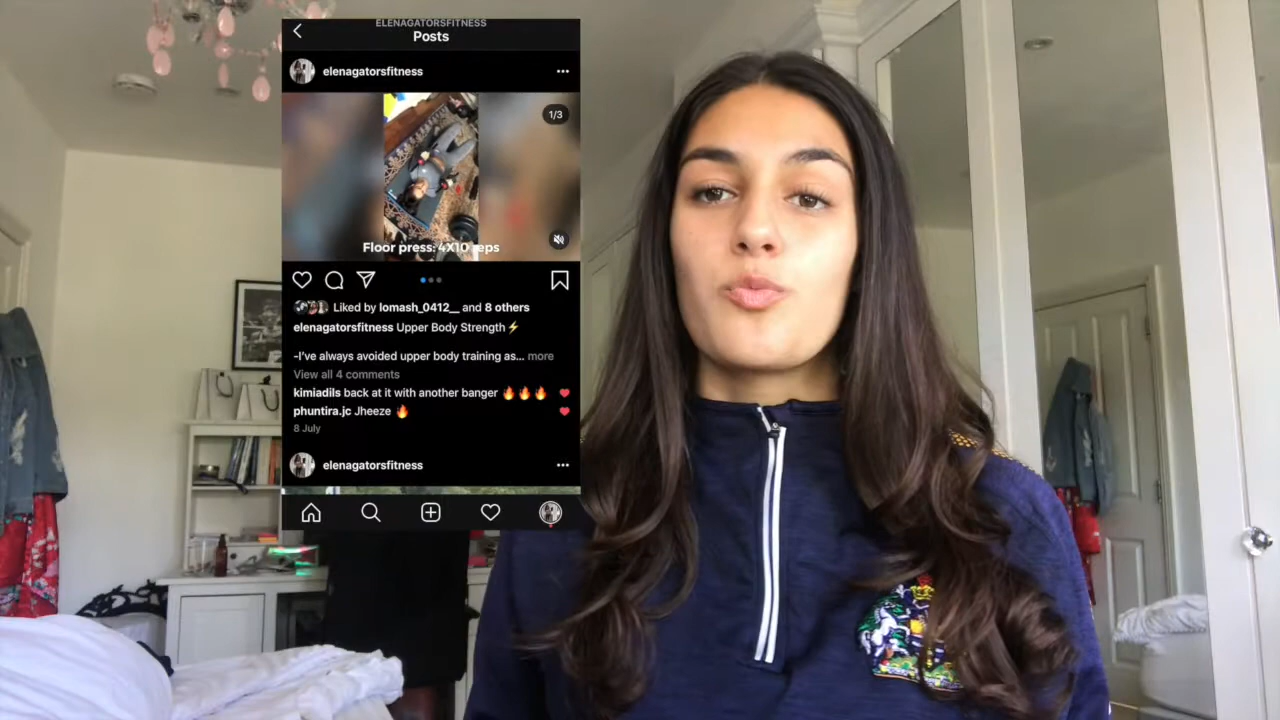 ELENAGATORSFITNESS
Posts
elenagatorsfitness
1/3
Floor press: 4X10 reps
Liked by lomash_0412__ and 8 others
elenagatorsfitness Upper Body Strength⚡
-I've always avoided upper body training as... more
View all 4 comments
kimiadils back at it with another banger 🔥🔥🔥
phuntira.jc Jheeze 🔥
8 July
elenagatorsfitness